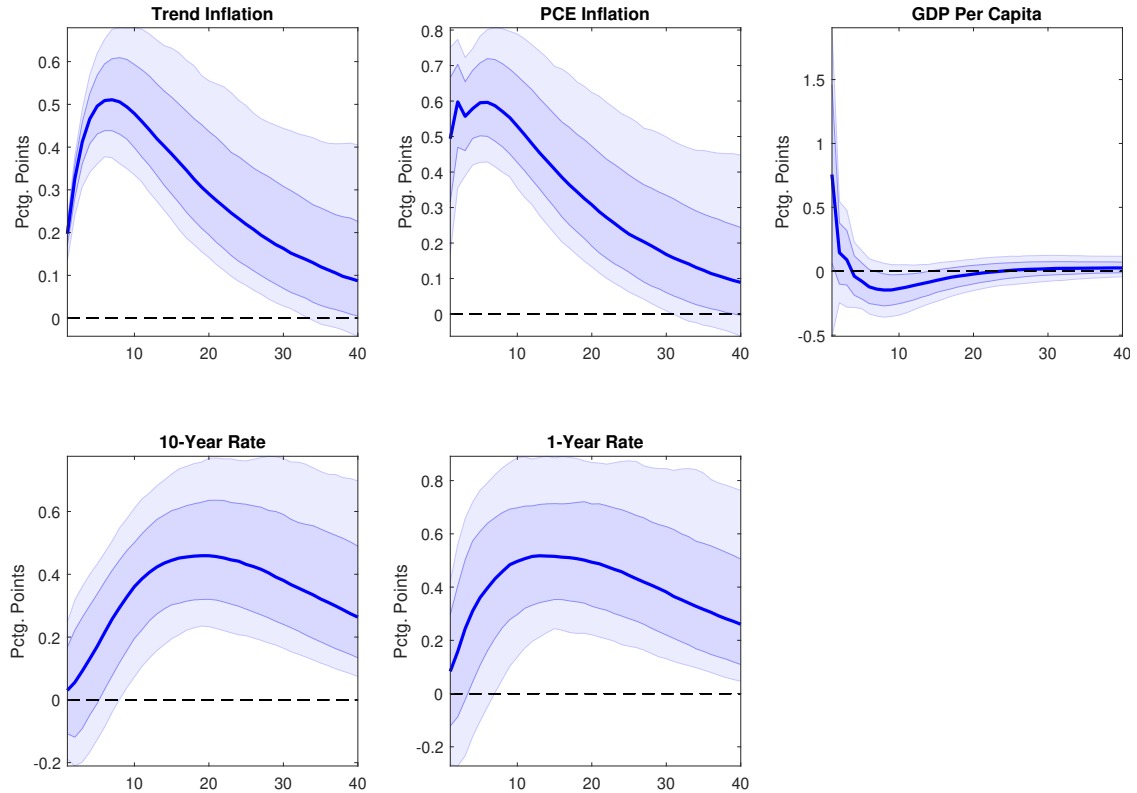 Trend Inflation
Pctg. Points
0.6
0.5
0.4
0.3
0.2
0.1
0
10 20 30 40
PCE Inflation
Pctg. Points
0.8
0.7
0.6
0.5
0.4
0.3
0.2
0.1
0
10 20 30 40
GDP Per Capita
Pctg. Points
1.5
1
0.5
0
-0.5
10 20 30 40
10-Year Rate
Pctg. Points
0.6
0.4
0.2
0
-0.2
10 20 30 40
1-Year Rate
Pctg. Points
0.8
0.6
0.4
0.2
0
-0.2
10 20 30 40